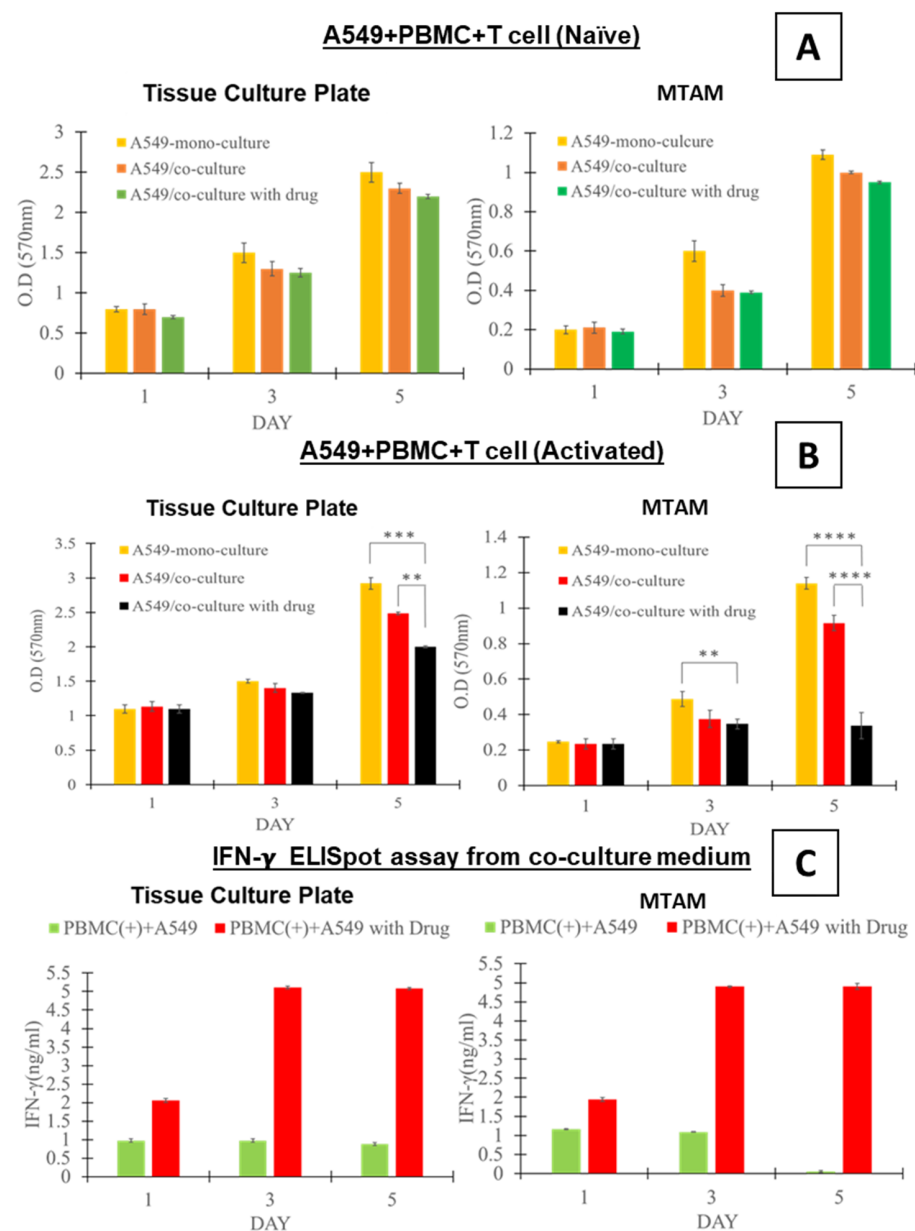 A549+PBMC+T cell (Naïve)
A
Tissue Culture Plate
A549-mono-culture
A549/co-culture
A549/co-culture with drug
O.D (570nm)
3
2.5
2
1.5
1
0.5
0
1 3 5
DAY
MTAM
A549-mono-culcure
A549/co-culture
A549/co-culture with drug
O.D (570nm)
1.2
1
0.8
0.6
0.4
0.2
0
1 3 5
DAY
A549+PBMC+T cell (Activated)
B
Tissue Culture Plate
A549-mono-culture
A549/co-culture
A549/co-culture with drug
***
**
O.D (570nm)
3.5
3
2.5
2
1.5
1
0.5
0
1 3 5
DAY
MTAM
A549-mono-culture
A549/co-culture
A549/co-culture with drug
****
****
**
O.D (570nm)
1.4
1.2
1
0.8
0.6
0.4
0.2
0
1 3 5
DAY
IFN-γ ELISpot assay from co-culture medium
C
Tissue Culture Plate
PBMC(+)+A549 PBMC(+)+A549 with Drug
IFN-γ(ng/ml)
5.5
5
4.5
4
3.5
3
2.5
2
1.5
1
0.5
0
1 3 5
DAY
MTAM
PBMC(+)+A549 PBMC(+)+A549 with Drug
IFN-γ(ng/ml)
5.5
5
4.5
4
3.5
3
2.5
2
1.5
1
0.5
0
1 3 5
DAY